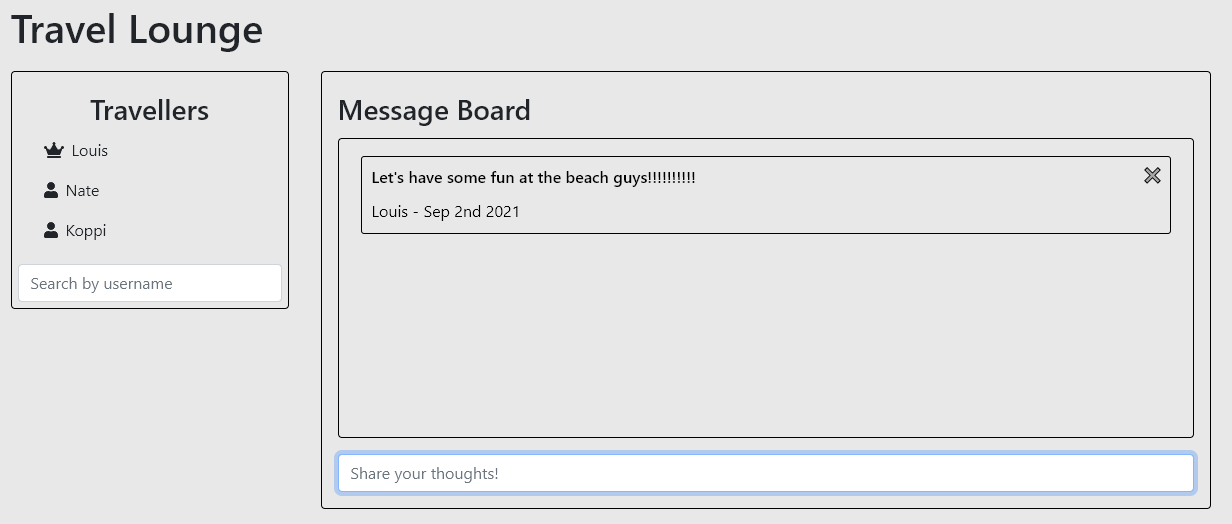 Travel Lounge
Travellers
Louis
Nate
Koppi
Search by username
Message Board
Let's have some fun at the beach guys!!!!!!!!!!
Louis - Sep 2nd 2021
Share your thoughts!